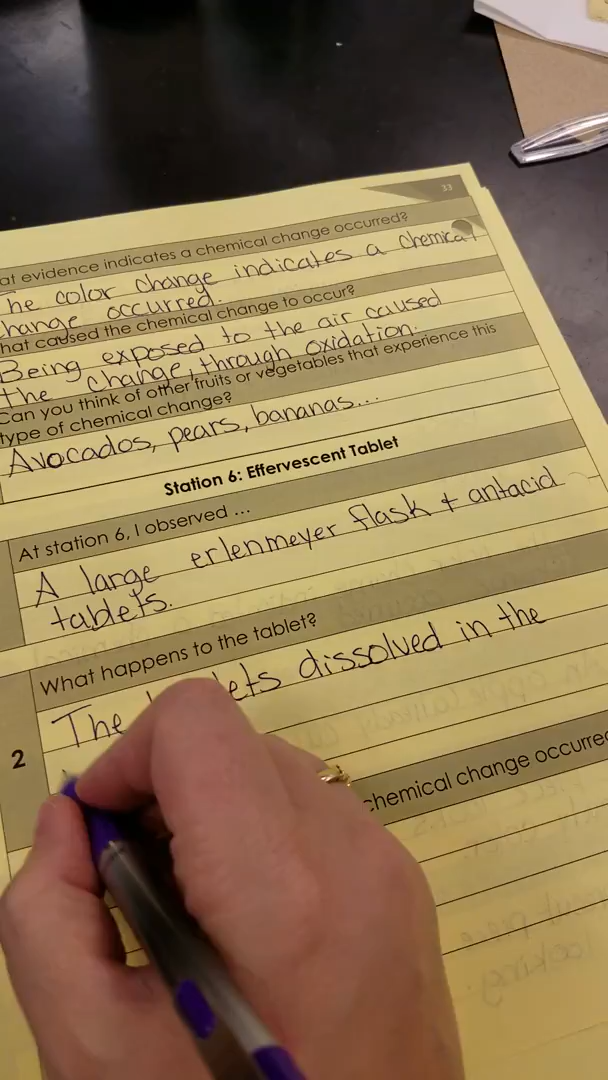 33
at evidence indicates a chemical change occurred?
he color change indicates a chemical
hange occurred.
hat caused the chemical change to occur?
Being exposed to the air caused
the change, through oxidation.
Can you think of other fruits or vegetables that experience this
type of chemical change?
Avocados, pears, bananas...
Station 6: Effervescent Tablet
At station 6, I observed ...
A large erlenmeyer flask + antacid
tablets.
What happens to the tablet?
The ets dissolved in the
2
chemical change occurred